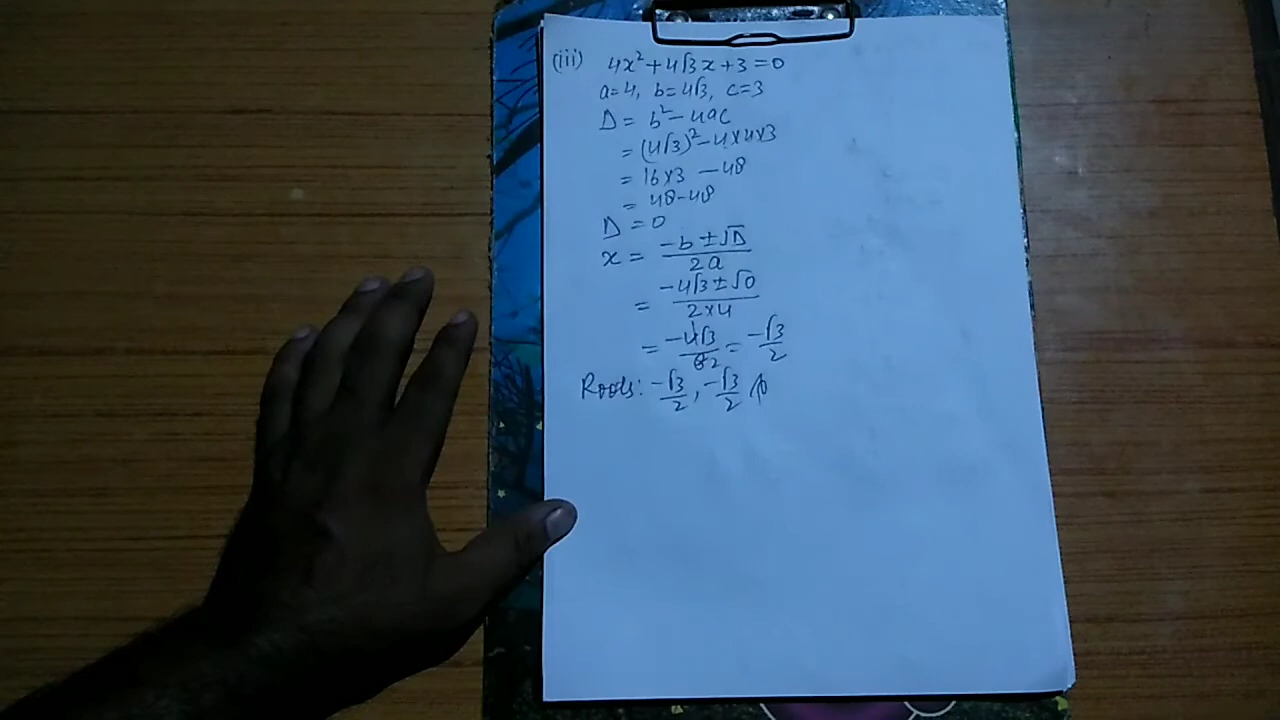 (iii) 4x²+4√3x+3=0
a=4, b=4√3, c=3
D = b²-4ac
= (4√3)²-4×4×3
= 16×3 -48
= 48-48
D = 0
x = -b±√D/2a
= -4√3±√0/2×4
= -4√3/8 2 = -√3/2
Roots: -√3/2, -√3/2